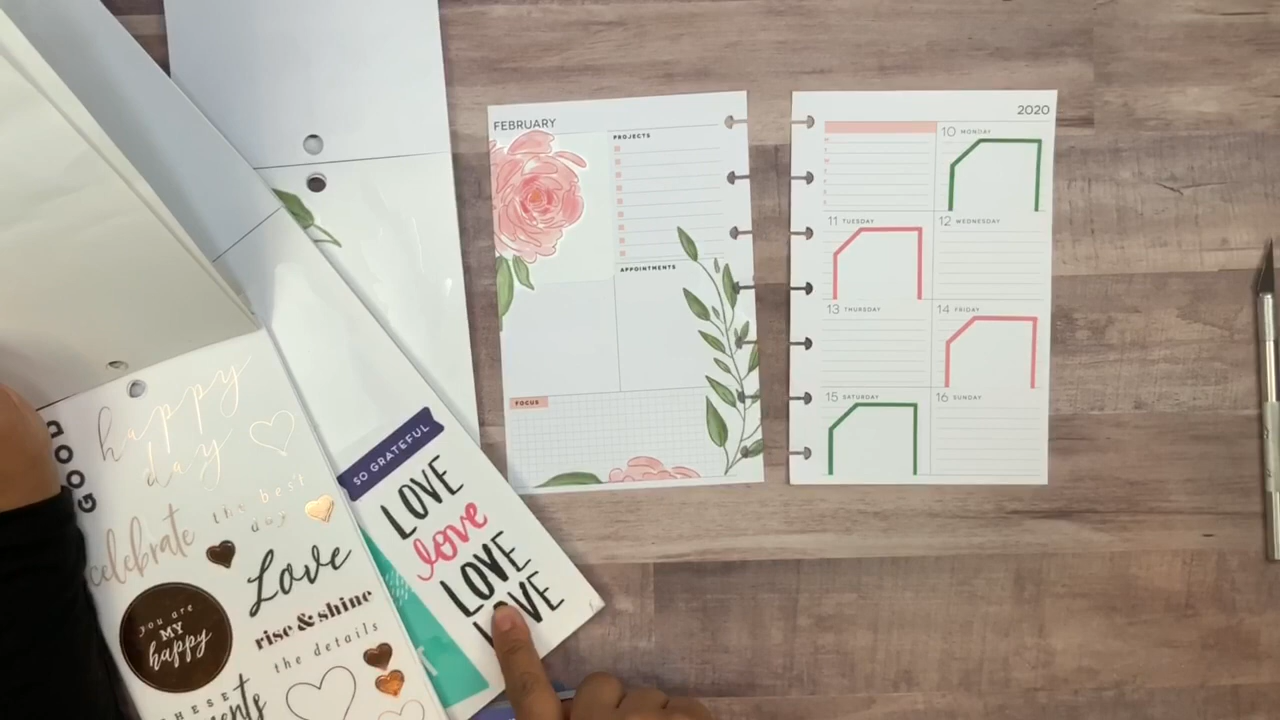 FEBRUARY
PROJECTS
APPOINTMENTS
FOCUS
2020
10 MONDAY
11 TUESDAY
12 WEDNESDAY
13 THURSDAY
14 FRIDAY
15 SATURDAY
16 SUNDAY
GOOD
happy
day
the best
day
celebrate
Love
you are
MY
happy
rise & shine
the details
SO GRATEFUL
LOVE
love
LOVE
LOVE